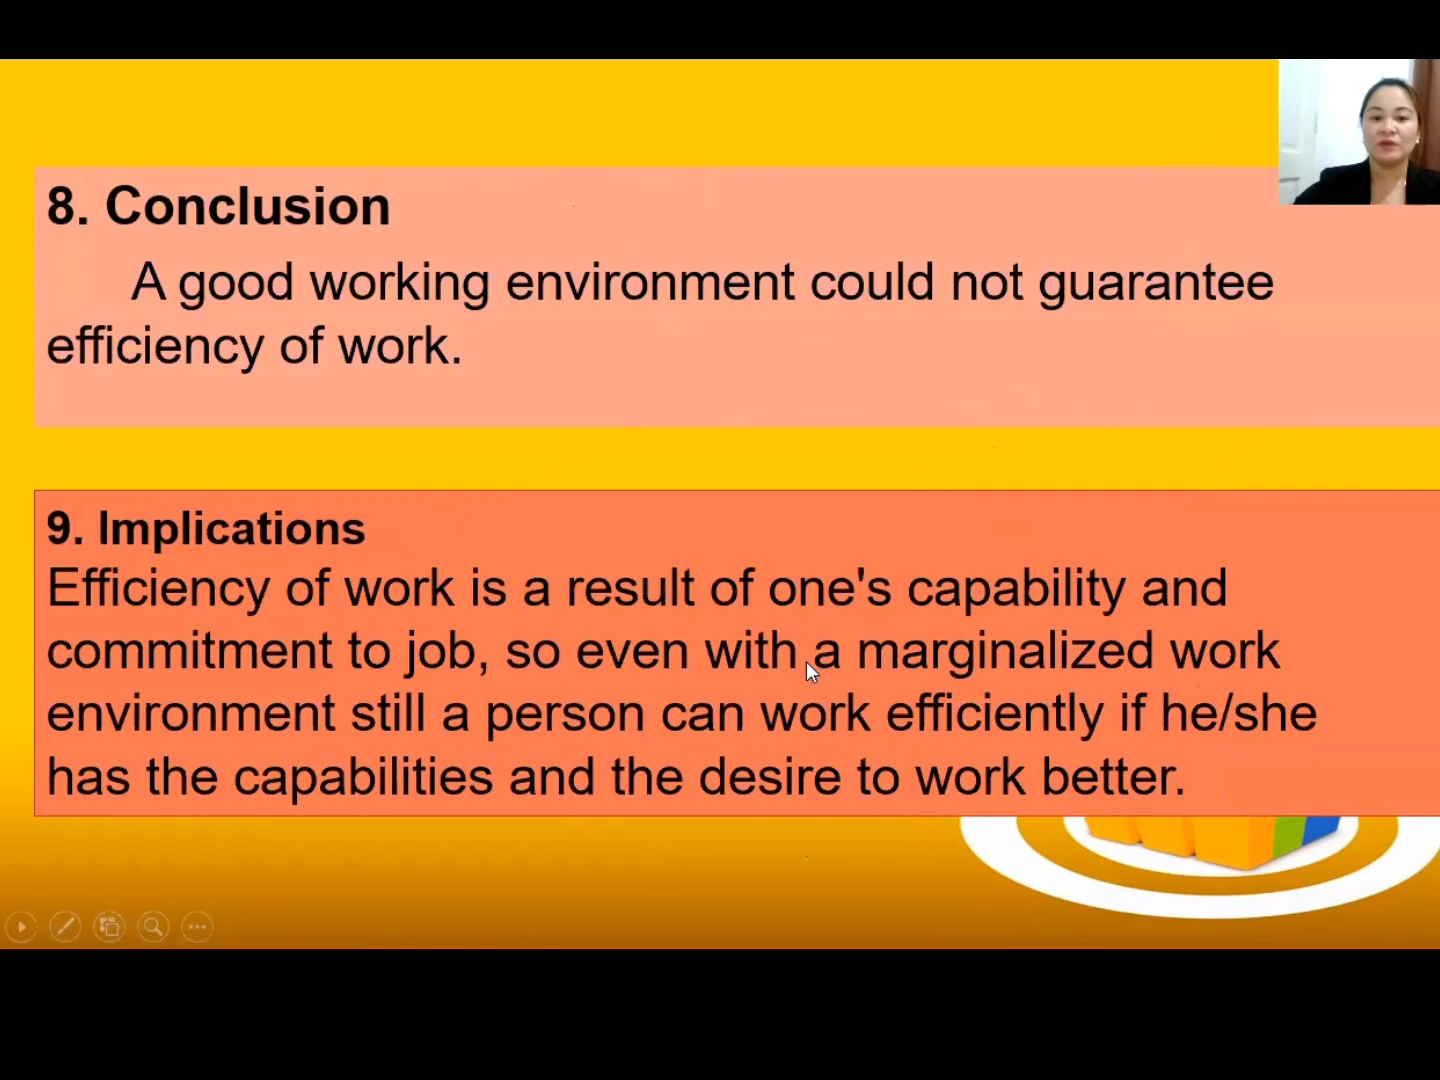 8. Conclusion
A good working environment could not guarantee
efficiency of work.
9. Implications
Efficiency of work is a result of one's capability and
commitment to job, so even with a marginalized work
environment still a person can work efficiently if he/she
has the capabilities and the desire to work better.